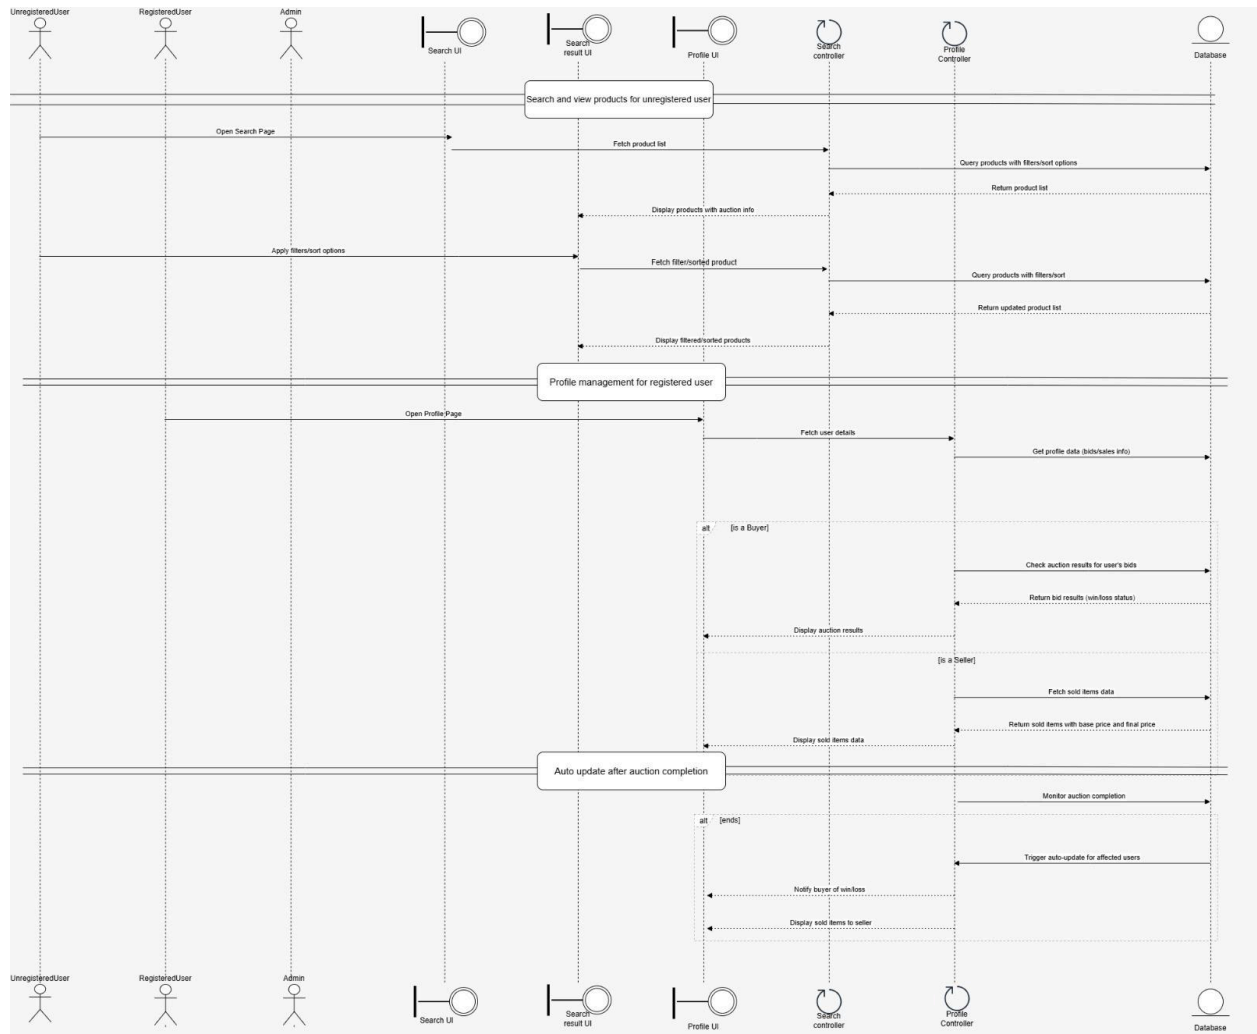 UnregisteredUser
RegisteredUser
Admin
Search UI
Search
result UI
Profile UI
Search
controller
Profile
Controller
Database
Search and view products for unregistered user
Open Search Page
Fetch product list
Query products with filters/sort options
Return product list
Display products with auction info
Apply filters/sort options
Fetch filter/sorted product
Query products with filters/sort
Return updated product list
Display filtered/sorted products
Profile management for registered user
Open Profile Page
Fetch user details
Get profile data (bids/sales info)
alt [is a Buyer]
Check auction results for user's bids
Return bid results (win/loss status)
Display auction results
[is a Seller]
Fetch sold items data
Return sold items with base price and final price
Display sold items data
Auto update after auction completion
Monitor auction completion
alt [ends]
Trigger auto-update for affected users
Notify buyer of win/loss
Display sold items to seller
UnregisteredUser
RegisteredUser
Admin
Search UI
Search
result UI
Profile UI
Search
controller
Profile
Controller
Database